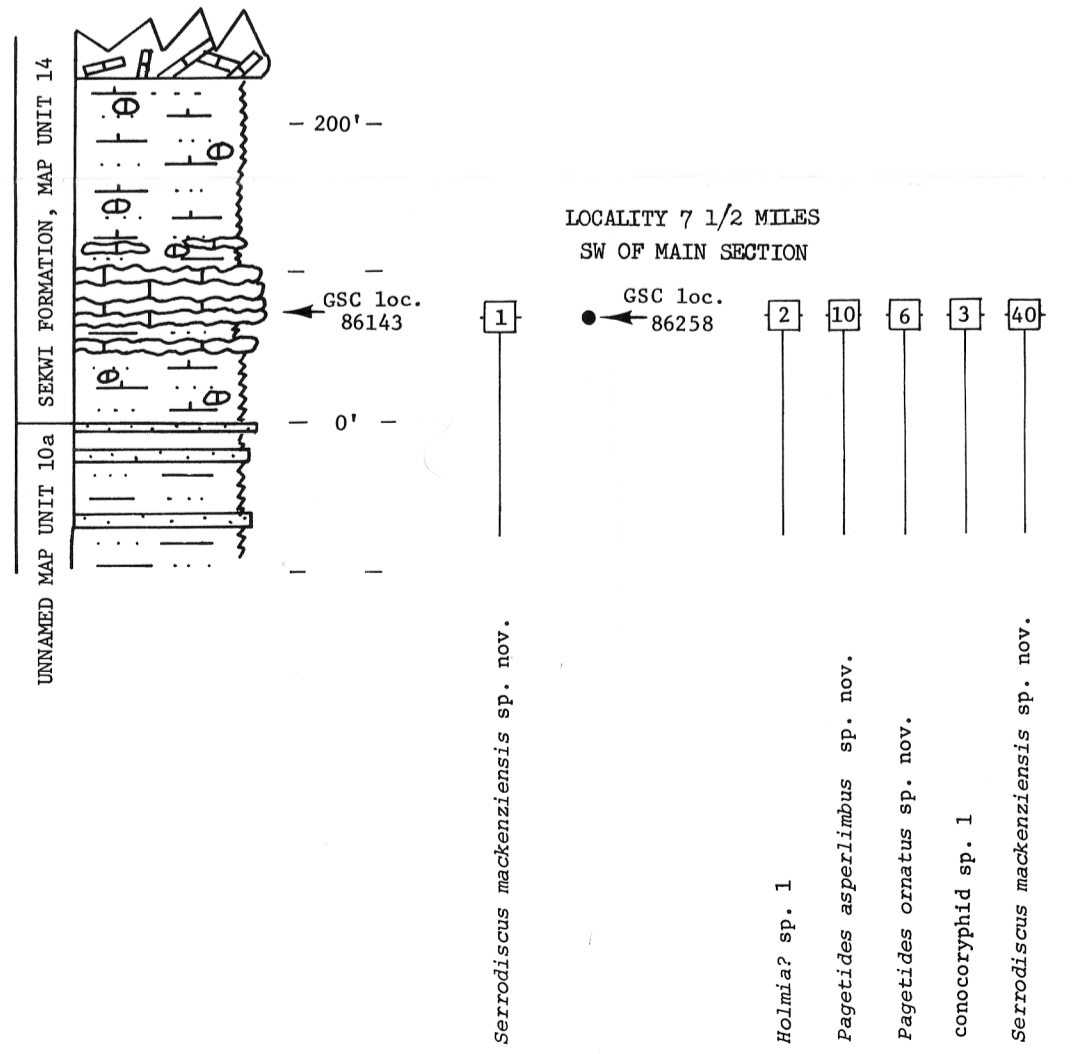 SEKWI FORMATION, MAP UNIT 14
UNNAMED MAP UNIT 10a
— 200'—
LOCALITY 7 1/2 MILES
SW OF MAIN SECTION
GSC loc.
86143
1
GSC loc.
86258
2
10
6
3
40
— 0' —
Serrodiscus mackenziensis sp. nov.
Holmia? sp. 1
Pagetides asperlimbus sp. nov.
Pagetides ornatus sp. nov.
conocoryphid sp. 1
Serrodiscus mackenziensis sp. nov.